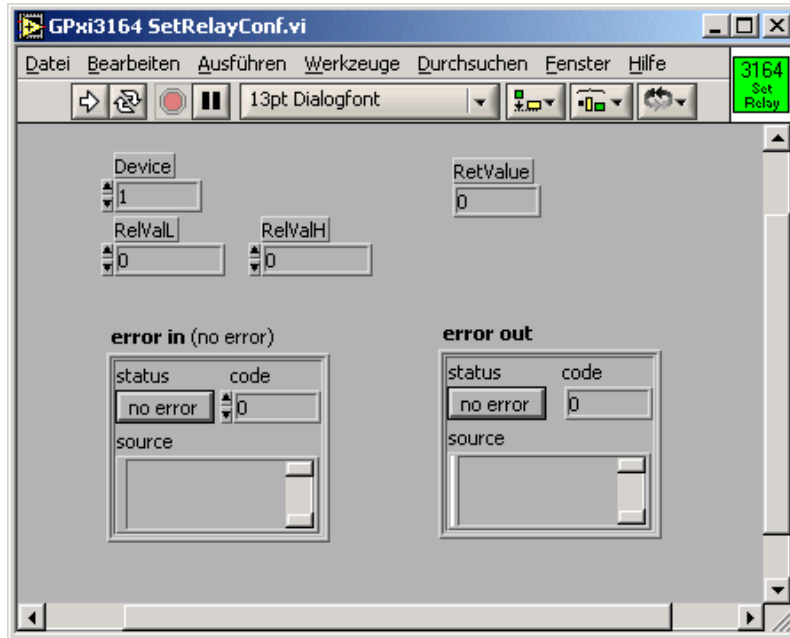 GPxi3164 SetRelayConf.vi
Datei Bearbeiten Ausführen Werkzeuge Durchsuchen Fenster Hilfe
3164
Set
Relay
13pt Dialogfont
Device
1
RetValue
0
RelValL RelValH
0 0
error in (no error)
status code
no error 0
source
error out
status code
no error 0
source